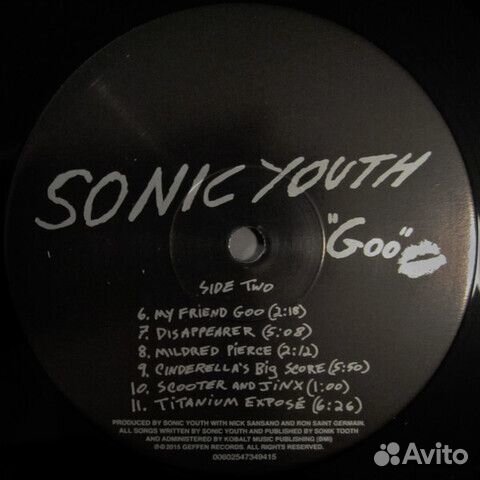 SONIC YOUTH
"Goo"
SIDE TWO
6. MY FRIEND GOO (2:18)
7. DISAPPEARER (5:08)
8. MILDRED PIERCE (2:12)
9. CINDERELLA'S BIG SCORE (5:50)
10. SCOOTER AND JINX (1:00)
11. TITANIUM EXPOSÉ (6:26)
PRODUCED BY SONIC YOUTH WITH NICK SANSANO AND RON SAINT GERMAIN.
ALL SONGS WRITTEN BY SONIC YOUTH AND PUBLISHED BY SONIK TOOTH
AND ADMINISTERED BY KOBALT MUSIC PUBLISHING (BMI)
℗© 2015 GEFFEN RECORDS. ALL RIGHTS RESERVED.
00602547349415
Avito